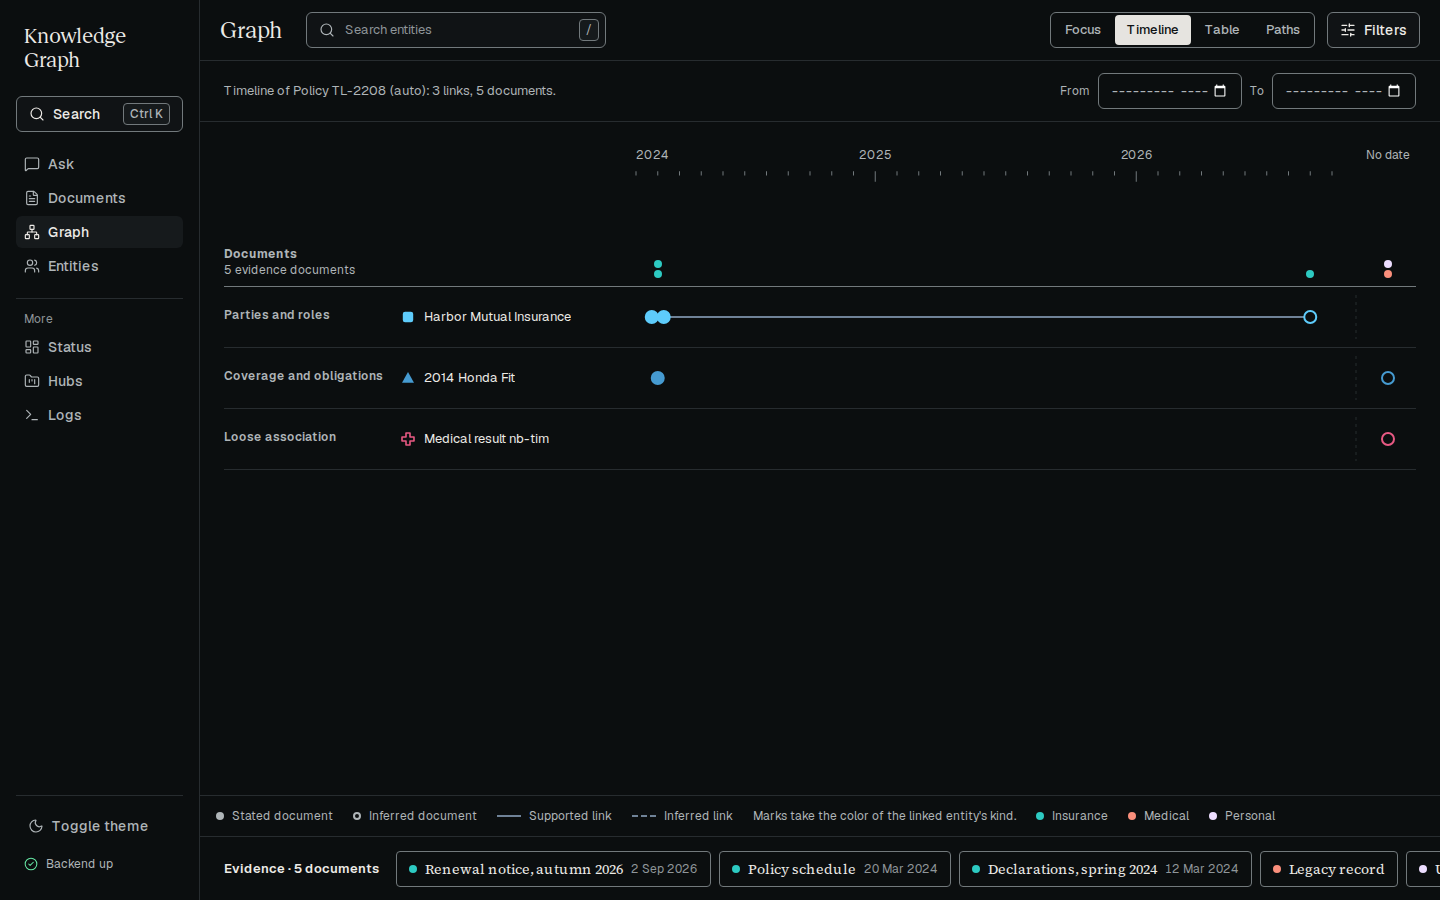 Knowledge
Graph
Search Ctrl K
Ask
Documents
Graph
Entities
More
Status
Hubs
Logs
Toggle theme
Backend up
Graph
Search entities /
Focus Timeline Table Paths Filters
Timeline of Policy TL-2208 (auto): 3 links, 5 documents.
From --------- ---- To --------- ----
2024 2025 2026 No date
Documents
5 evidence documents
Parties and roles Harbor Mutual Insurance
Coverage and obligations 2014 Honda Fit
Loose association Medical result nb-tim
Stated document Inferred document Supported link Inferred link Marks take the color of the linked entity's kind. Insurance Medical Personal
Evidence · 5 documents Renewal notice, autumn 2026 2 Sep 2026 Policy schedule 20 Mar 2024 Declarations, spring 2024 12 Mar 2024 Legacy record